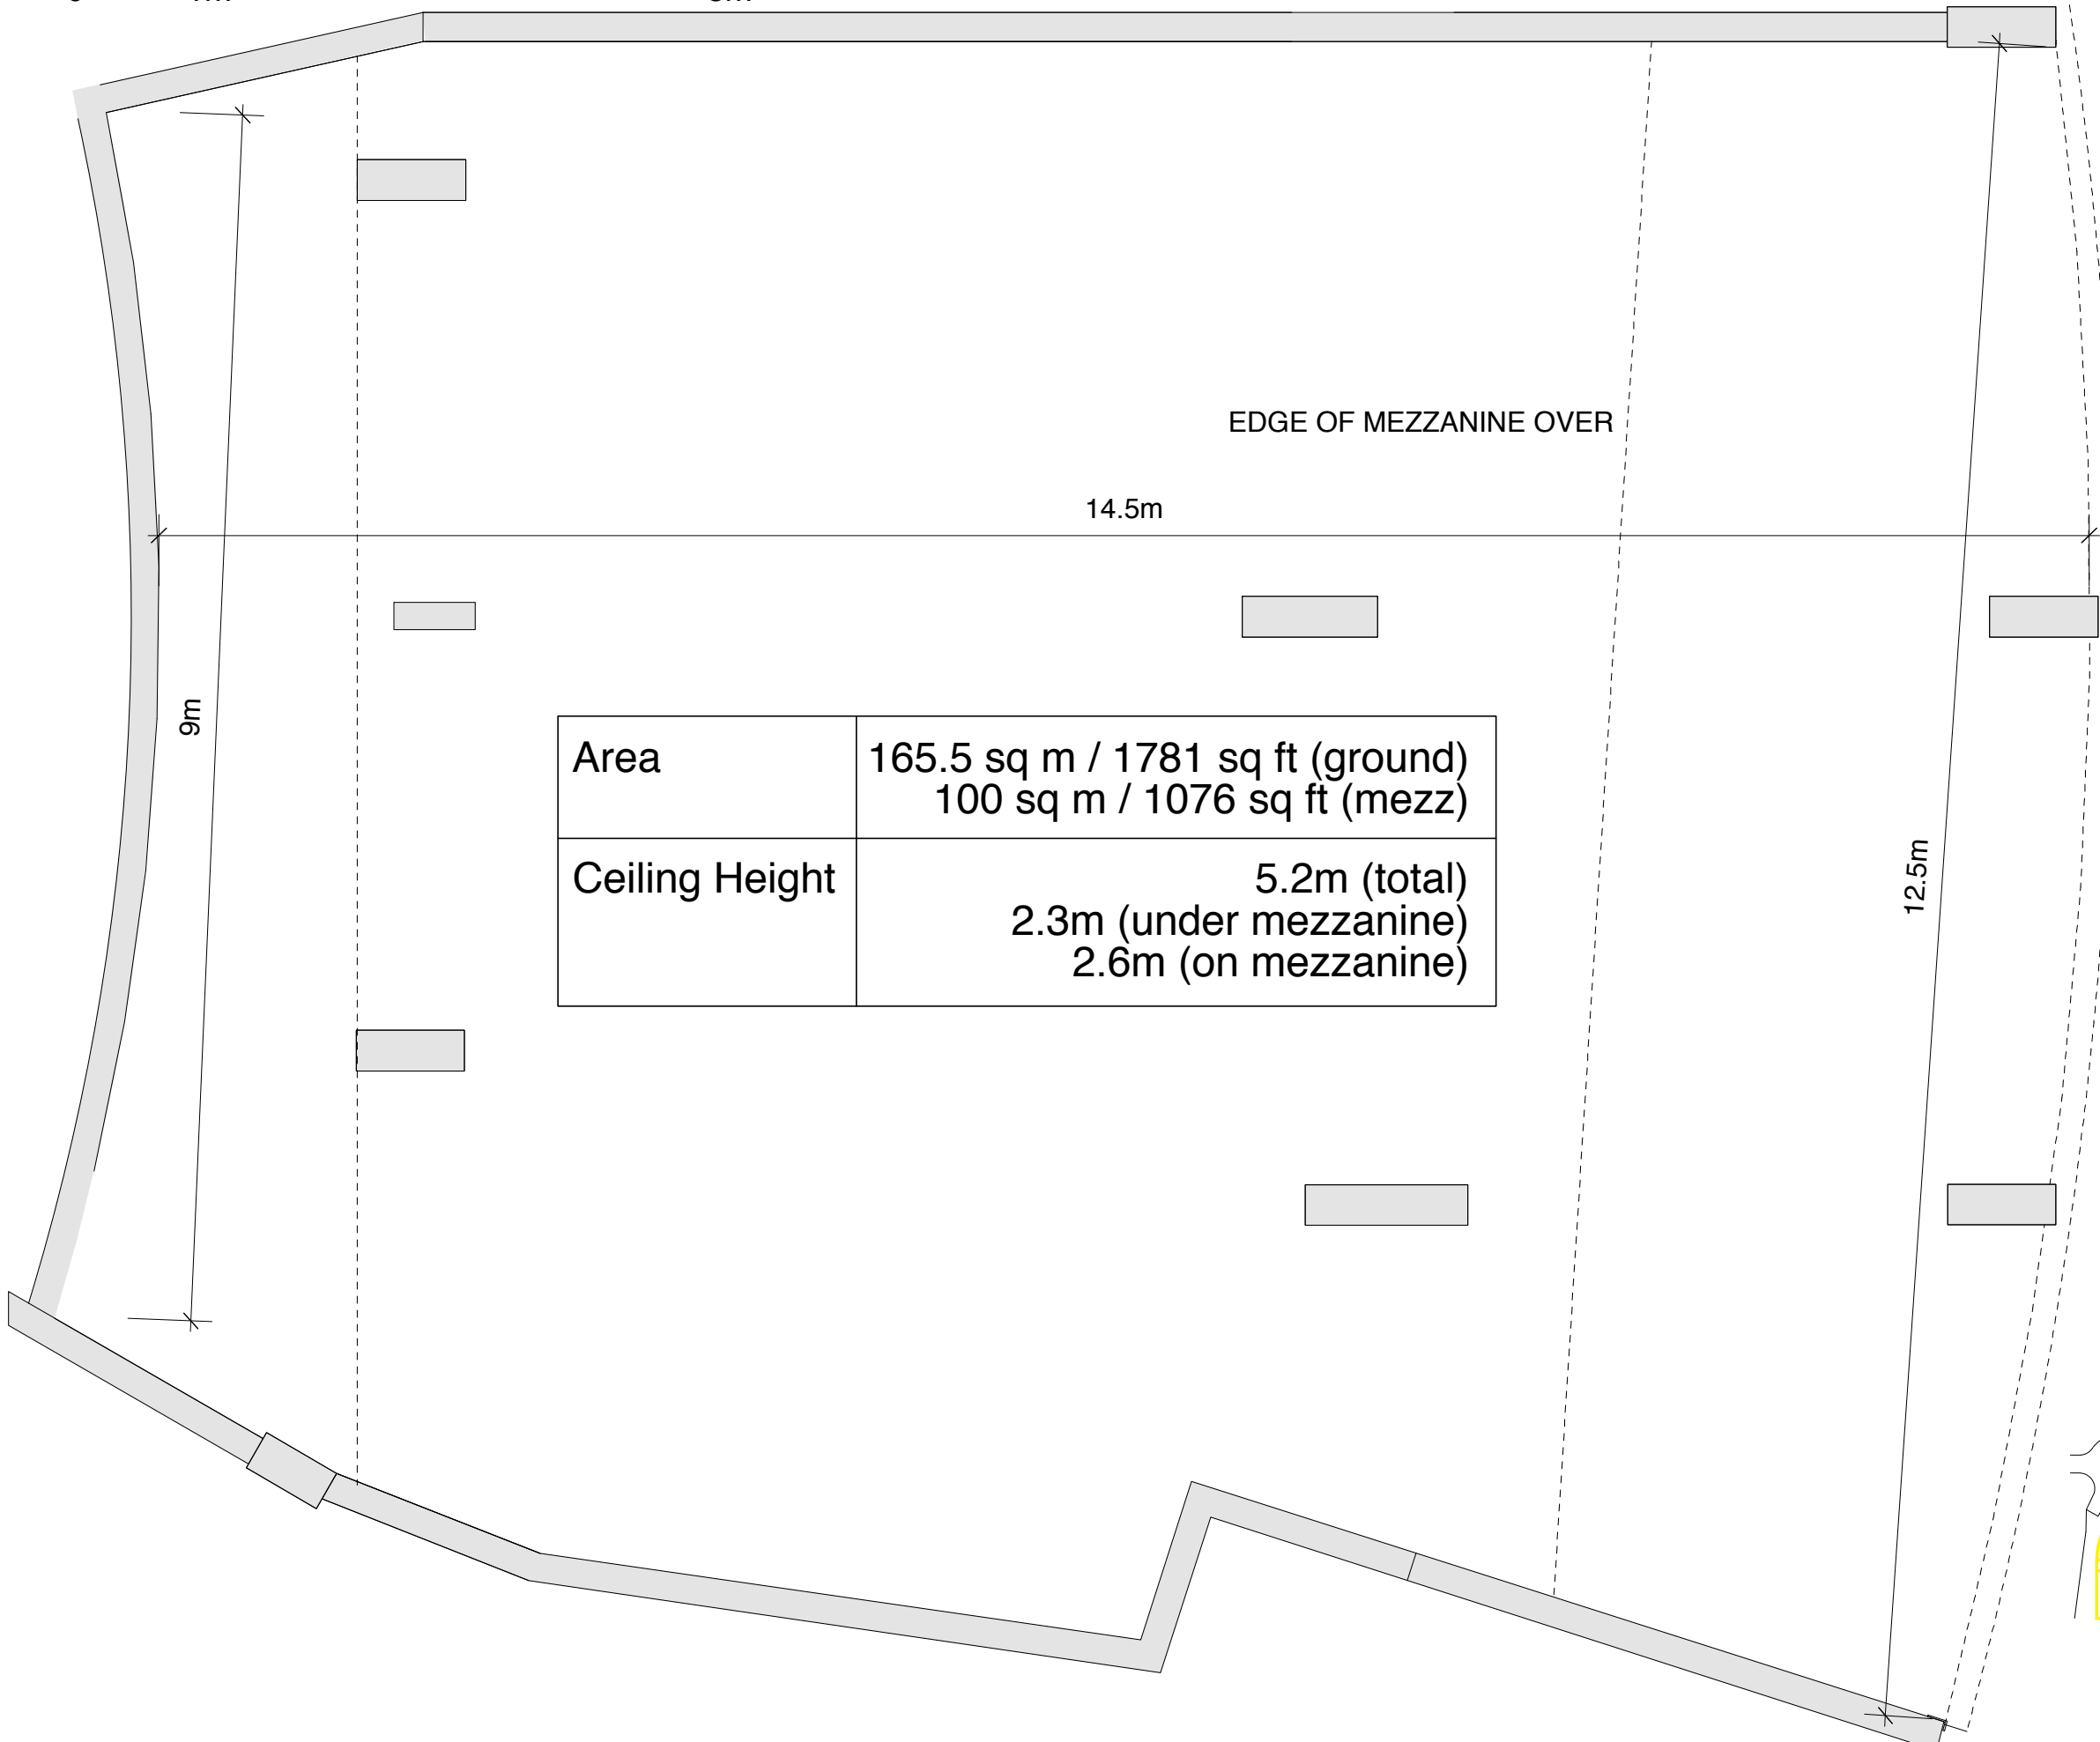 EDGE OF MEZZANINE OVER
14.5m
9m
Area
165.5 sq m / 1781 sq ft (ground)
100 sq m / 1076 sq ft (mezz)
Ceiling Height
5.2m (total)
2.3m (under mezzanine)
2.6m (on mezzanine)
12.5m